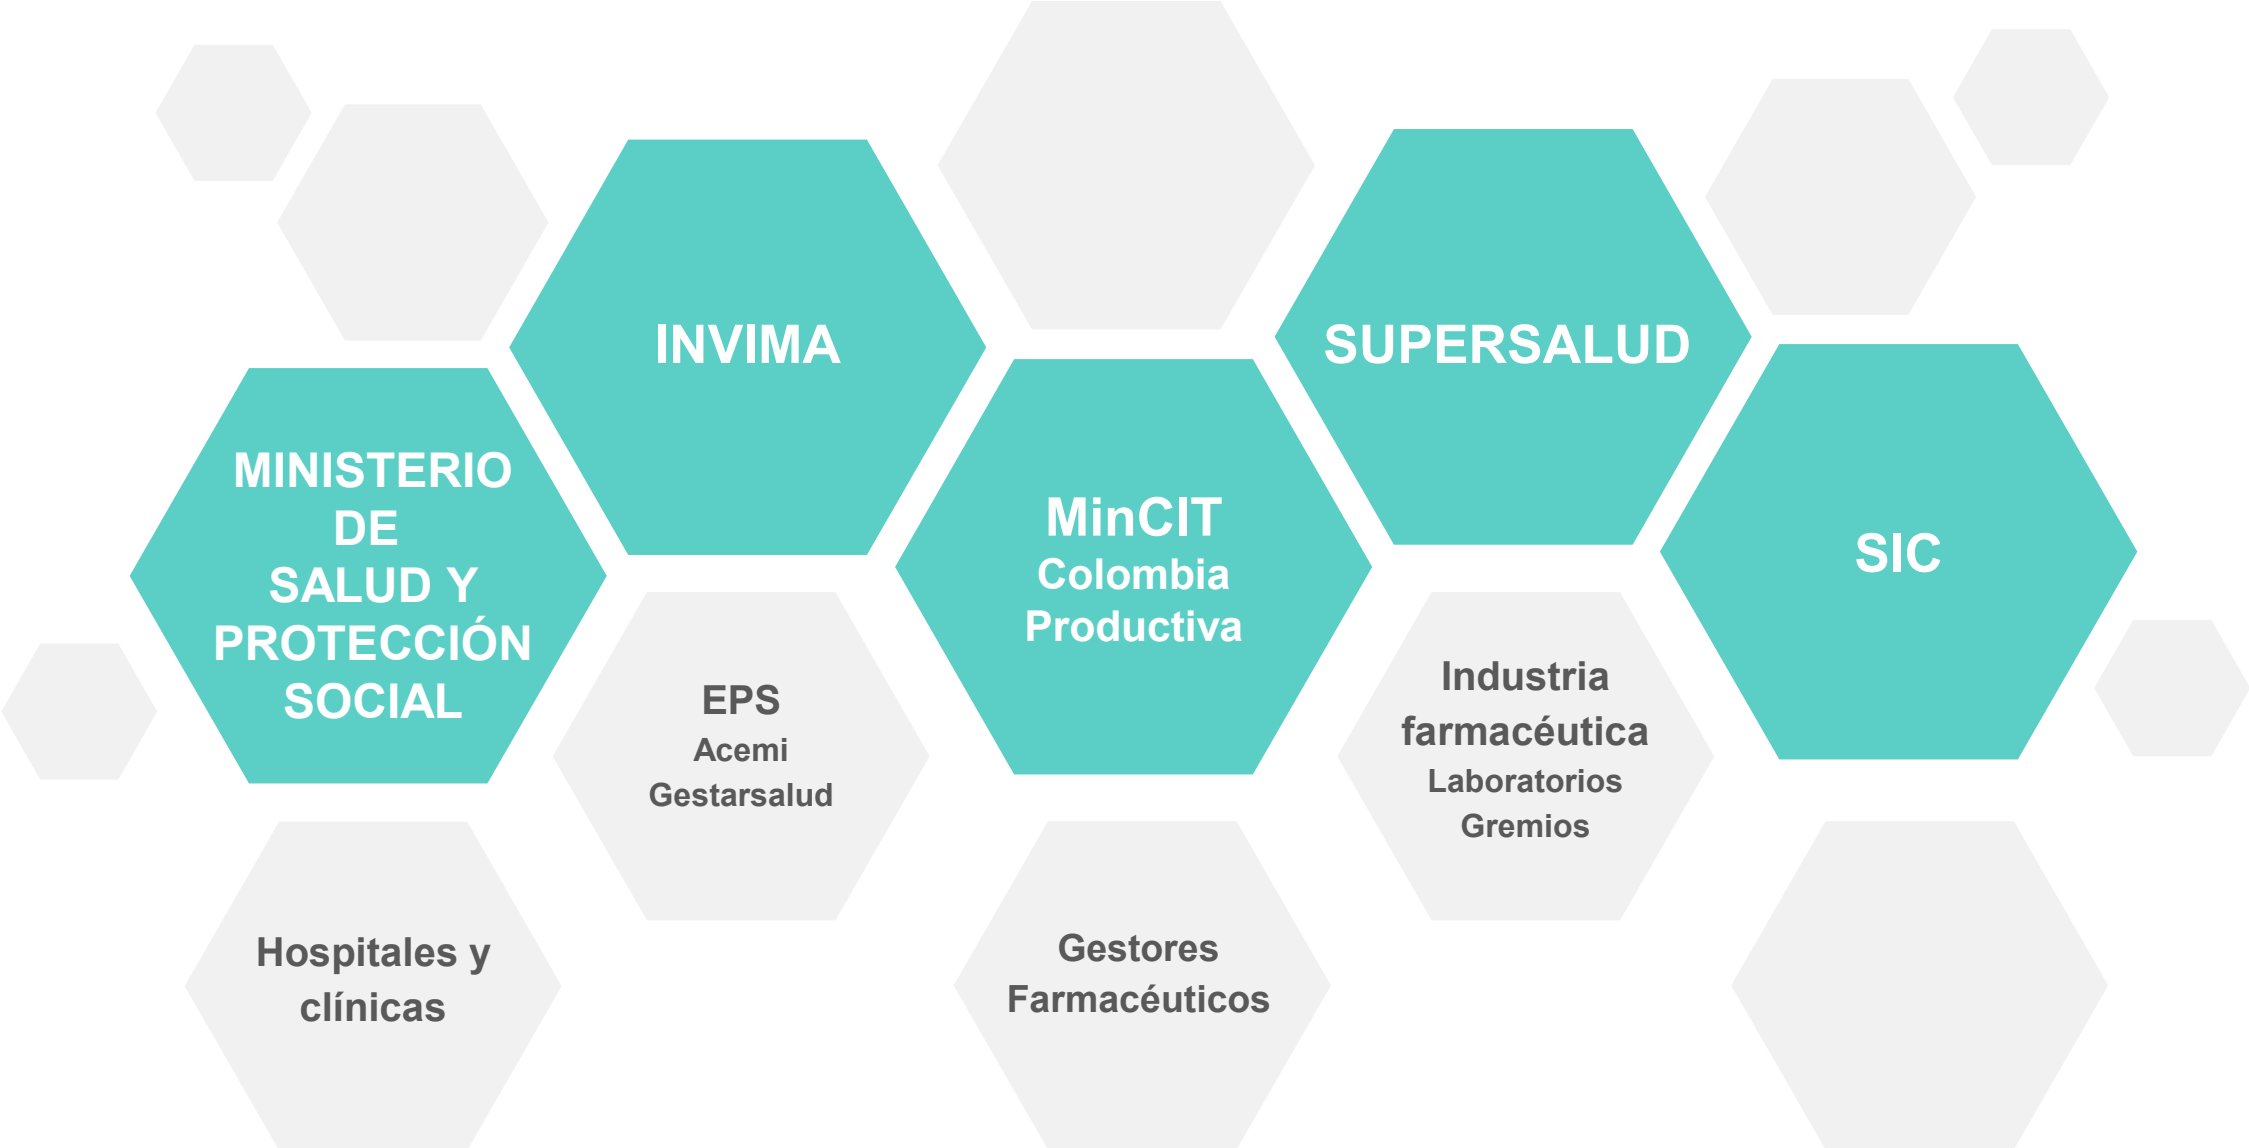 INVIMA
SUPERSALUD
MINISTERIO
DE
SALUD Y
PROTECCIÓN
SOCIAL
MinCIT
Colombia
Productiva
SIC
EPS
Acemi
Gestarsalud
Industria
farmacéutica
Laboratorios
Gremios
Hospitales y
clínicas
Gestores
Farmacéuticos